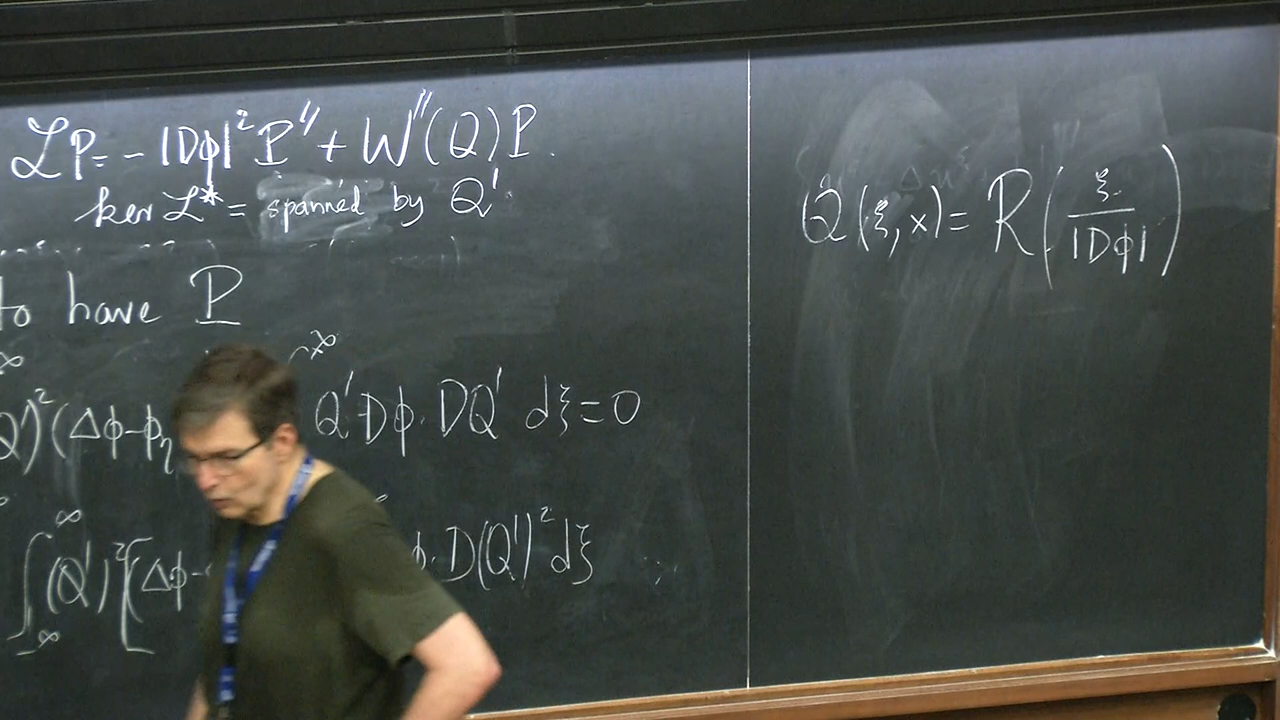 ℒP = -|Dϕ|² P'' + W''(Q)P.
ker ℒ* = spanned by Q'.
to have P
Q)²(Δϕ-ϕ Q'Dϕ·DQ' dξ=0
∫ (Q')²[Δϕ- ϕ·D(Q')² dξ
Q(ξ,x) = R(ξ/|Dϕ|)